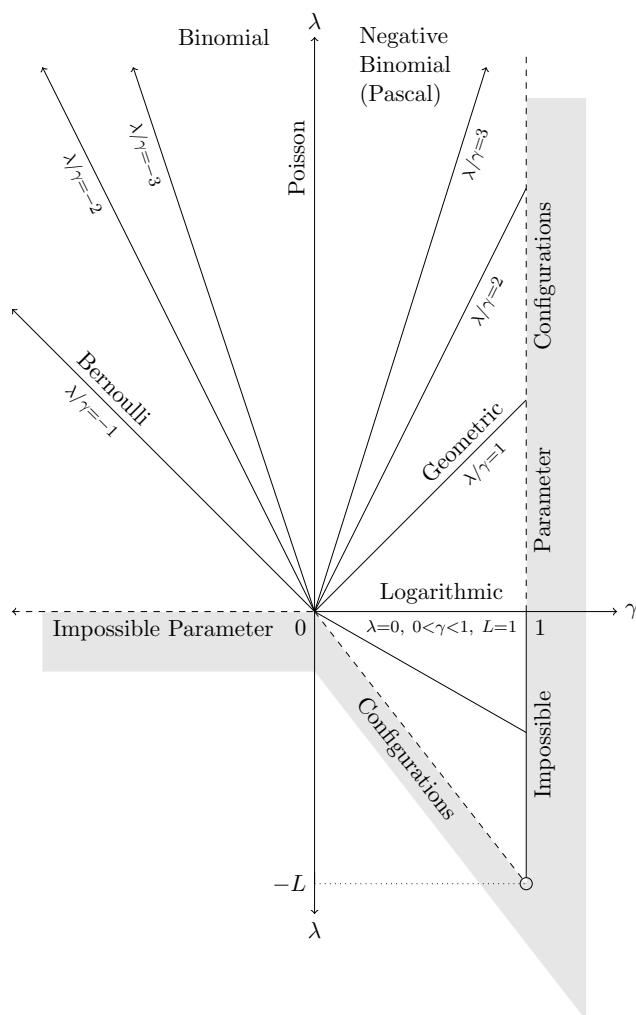 λ
Binomial
Negative
Binomial
(Pascal)
Poisson
λ/γ=−3
λ/γ=−2
λ/γ=3
λ/γ=2
Configurations
Bernoulli
λ/γ=−1
Geometric
λ/γ=1
Parameter
Logarithmic
γ
Impossible Parameter
0
λ=0, 0<γ<1, L=1
1
Configurations
Impossible
−L
λ